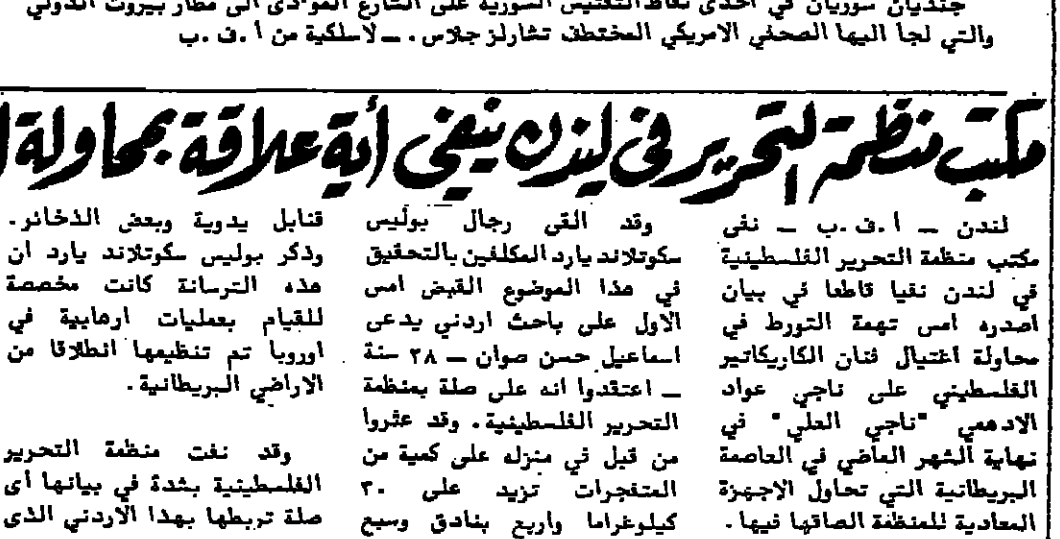 جنديان سوريان في احدى نقاط التفتيش السورية على الشارع المؤدى الى مطار بيروت الدولي
والتي لجأ اليها الصحفي الامريكي المختطف تشارلز جلاس . ــ لاسلكية من أ .ف .ب
مكتب منظمة التحرير في لندن ينفي أية علاقة بمحاولة
لندن ــ أ .ف .ب ــ نفى
مكتب منظمة التحرير الفلسطينية
في لندن نفيا قاطعا في بيان
اصدره امس تهمة التورط في
محاولة اغتيال فنان الكاريكاتير
الفلسطيني على ناجي عواد
الادهمي "ناجي العلي" في
نهاية الشهر الماضي في العاصمة
البريطانية التي تحاول الاجهزة
المعادية للمنظمة الصاقها فيها .
وقد القى رجال بوليس
سكوتلاند يارد المكلفين بالتحقيق
في هذا الموضوع القبض امس
الاول على باحث اردني يدعى
اسماعيل حسن صوان ــ ٢٨ سنة
ــ اعتقدوا انه على صلة بمنظمة
التحرير الفلسطينية . وقد عثروا
من قبل في منزله على كمية من
المتفجرات تزيد على ٣٠
كيلوغراما واربع بنادق وسبع
قنابل يدوية وبعض الذخائر .
وذكر بوليس سكوتلاند يارد ان
هذه الترسانة كانت مخصصة
للقيام بعمليات ارهابية في
اوروبا تم تنظيمها انطلاقا من
الاراضي البريطانية .
وقد نفت منظمة التحرير
الفلسطينية بشدة في بيانها أى
صلة تربطها بهذا الاردني الذى